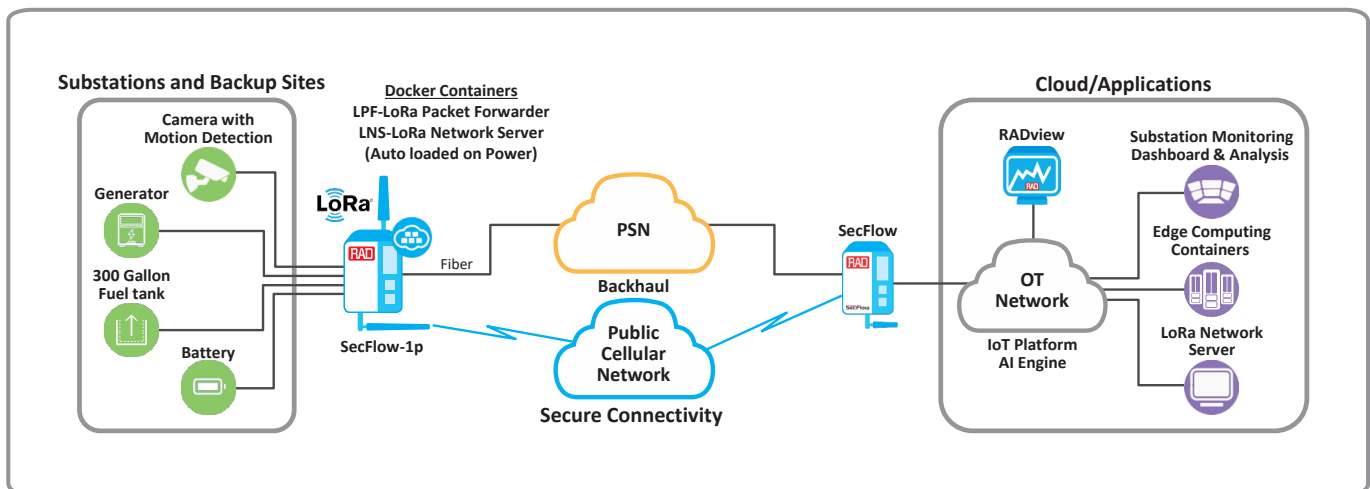 Substations and Backup Sites
Camera with
Motion Detection
Generator
300 Gallon
Fuel tank
Battery
Docker Containers
LPF-LoRa Packet Forwarder
LNS-LoRa Network Server
(Auto loaded on Power)
LoRa®
RAD
SecFlow-1p
Fiber
PSN
Backhaul
Public
Cellular
Network
Secure Connectivity
SecFlow
RAD
SecFlow
Cloud/Applications
RADview
RAD
OT
Network
IoT Platform
AI Engine
Substation Monitoring
Dashboard & Analysis
Edge Computing
Containers
LoRa Network
Server